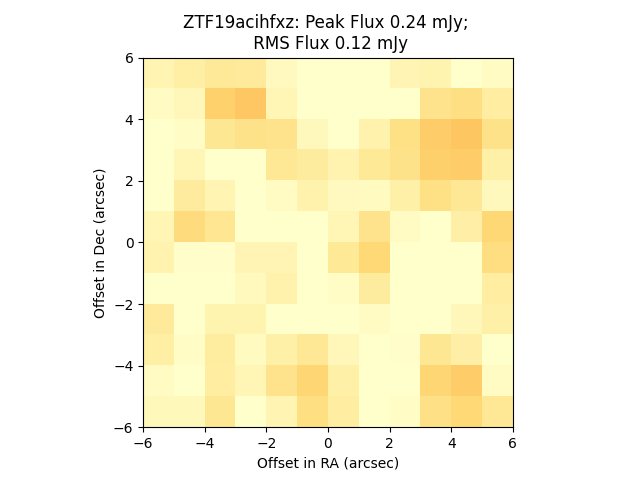 ZTF19acihfxz: Peak Flux 0.24 mJy;
RMS Flux 0.12 mJy
6
4
2
0
−2
−4
−6
Offset in Dec (arcsec)
−6 −4 −2 0 2 4 6
Offset in RA (arcsec)